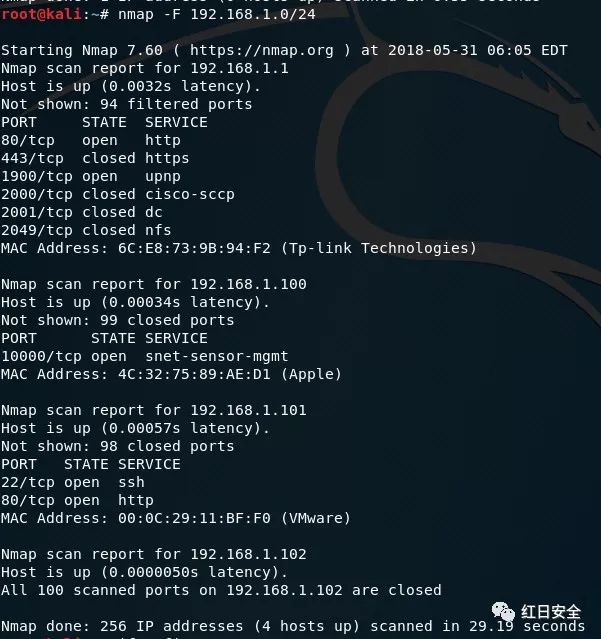 root@kali:~# nmap -F 192.168.1.0/24
Starting Nmap 7.60 ( https://nmap.org ) at 2018-05-31 06:05 EDT
Nmap scan report for 192.168.1.1
Host is up (0.0032s latency).
Not shown: 94 filtered ports
PORT     STATE  SERVICE
80/tcp   open   http
443/tcp  closed https
1900/tcp open   upnp
2000/tcp closed cisco-sccp
2001/tcp closed dc
2049/tcp closed nfs
MAC Address: 6C:E8:73:9B:94:F2 (Tp-link Technologies)
Nmap scan report for 192.168.1.100
Host is up (0.00034s latency).
Not shown: 99 closed ports
PORT      STATE SERVICE
10000/tcp open  snet-sensor-mgmt
MAC Address: 4C:32:75:89:AE:D1 (Apple)
Nmap scan report for 192.168.1.101
Host is up (0.00057s latency).
Not shown: 98 closed ports
PORT   STATE SERVICE
22/tcp open  ssh
80/tcp open  http
MAC Address: 00:0C:29:11:BF:F0 (VMware)
Nmap scan report for 192.168.1.102
Host is up (0.0000050s latency).
All 100 scanned ports on 192.168.1.102 are closed
红日安全
Nmap done: 256 IP addresses (4 hosts up) scanned in 29.19 seconds